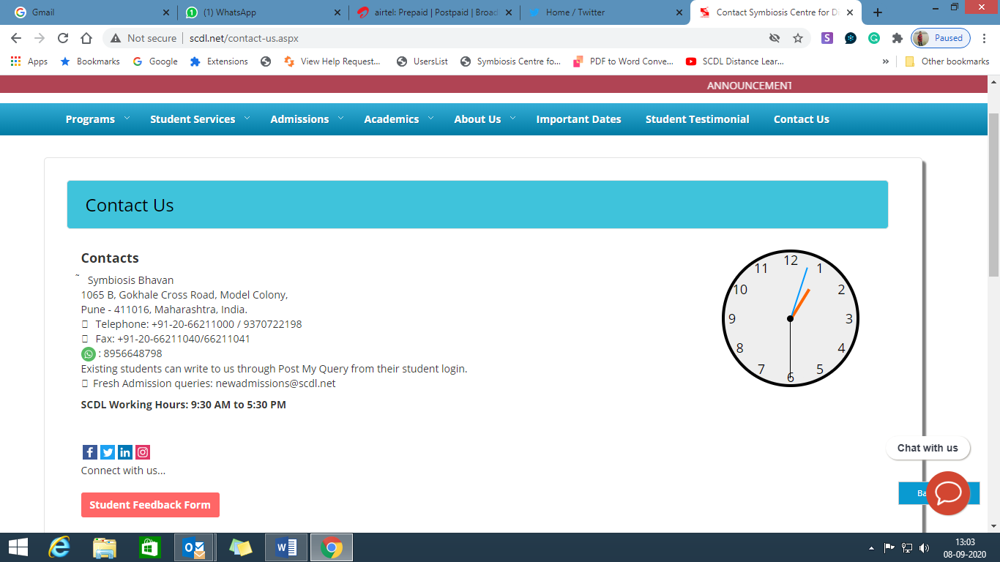 Gmail
(1) WhatsApp
airtel: Prepaid | Postpaid | Broad
Home / Twitter
Contact Symbiosis Centre for Di
Not secure
scdl.net/contact-us.aspx
Paused
Apps
Bookmarks
Google
Extensions
View Help Request...
UsersList
Symbiosis Centre fo...
PDF to Word Conve...
SCDL Distance Lear...
»
Other bookmarks
ANNOUNCEMENT
Programs
Student Services
Admissions
Academics
About Us
Important Dates
Student Testimonial
Contact Us
Contact Us
Contacts
˜ Symbiosis Bhavan
1065 B, Gokhale Cross Road, Model Colony,
Pune - 411016, Maharashtra, India.
Telephone: +91-20-66211000 / 9370722198
Fax: +91-20-66211040/66211041
: 8956648798
Existing students can write to us through Post My Query from their student login.
Fresh Admission queries: newadmissions@scdl.net
SCDL Working Hours: 9:30 AM to 5:30 PM
12
1
2
3
4
5
6
7
8
9
10
11
Connect with us...
Student Feedback Form
Chat with us
Ba
13:03
08-09-2020